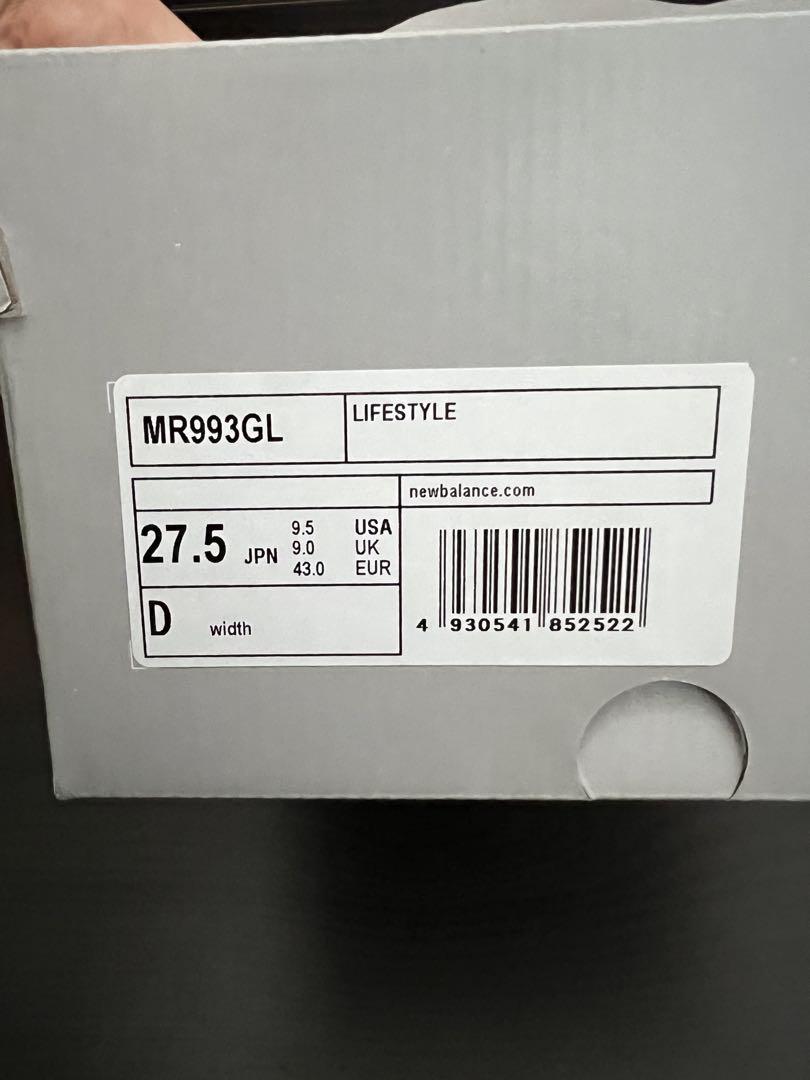 MR993GL
LIFESTYLE
newbalance.com
27.5 JPN
9.5 USA
9.0 UK
43.0 EUR
D width
4 930541 852522